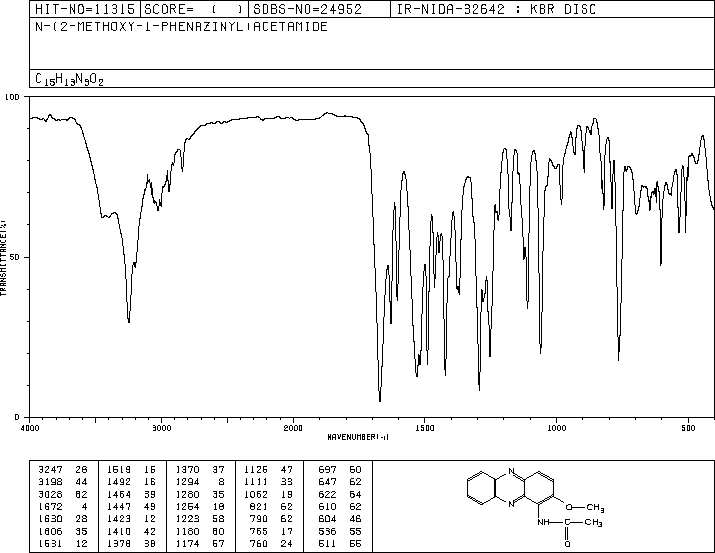 HIT-NO=11315 SCORE= ( ) SDBS-NO=24952 IR-NIDA-32642 : KBR DISC
N-(2-METHOXY-1-PHENAZINYL)ACETAMIDE
C15H13N3O2
100
TRANSMITTANCE(%)
50
0
4000 3000 2000 1500 1000 500
WAVENUMBER(-1)
3247 28 1519 16 1370 37 1126 47 697 60
3198 44 1492 16 1294 8 1111 33 647 62
3028 62 1464 39 1280 35 1062 19 622 64
1672 4 1447 49 1254 18 821 62 610 62
1630 28 1423 12 1223 58 790 62 604 46
1606 35 1410 42 1180 80 765 17 536 55
1531 12 1378 38 1174 57 760 24 511 55
N
N
O
CH3
NH
C
CH3
O